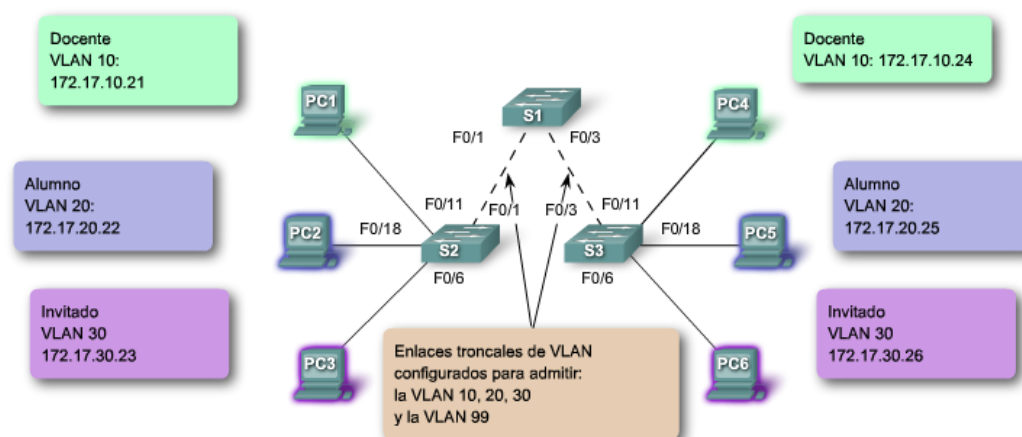 Docente
VLAN 10:
172.17.10.21
Docente
VLAN 10: 172.17.10.24
PC1
S1
PC4
F0/1
F0/3
Alumno
VLAN 20:
172.17.20.22
Alumno
VLAN 20:
172.17.20.25
F0/11
F0/1
F0/3
F0/11
PC2
F0/18
S2
S3
F0/18
PC5
F0/6
F0/6
Invitado
VLAN 30
172.17.30.23
Invitado
VLAN 30
172.17.30.26
PC3
PC6
Enlaces troncales de VLAN
configurados para admitir:
la VLAN 10, 20, 30
y la VLAN 99